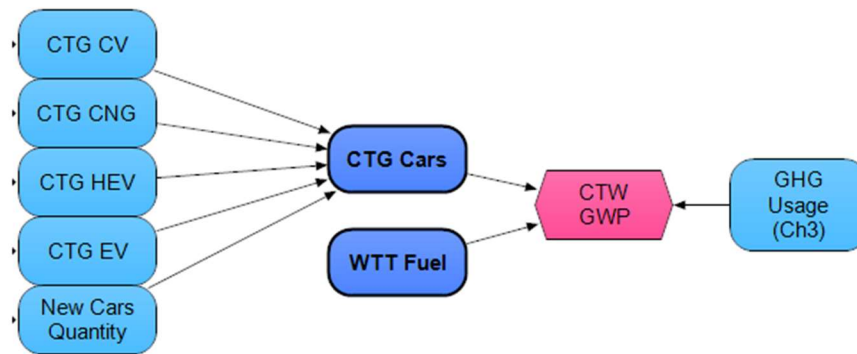 CTG CV
CTG CNG
CTG HEV
CTG EV
New Cars
Quantity
CTG Cars
WTT Fuel
CTW
GWP
GHG
Usage
(Ch3)